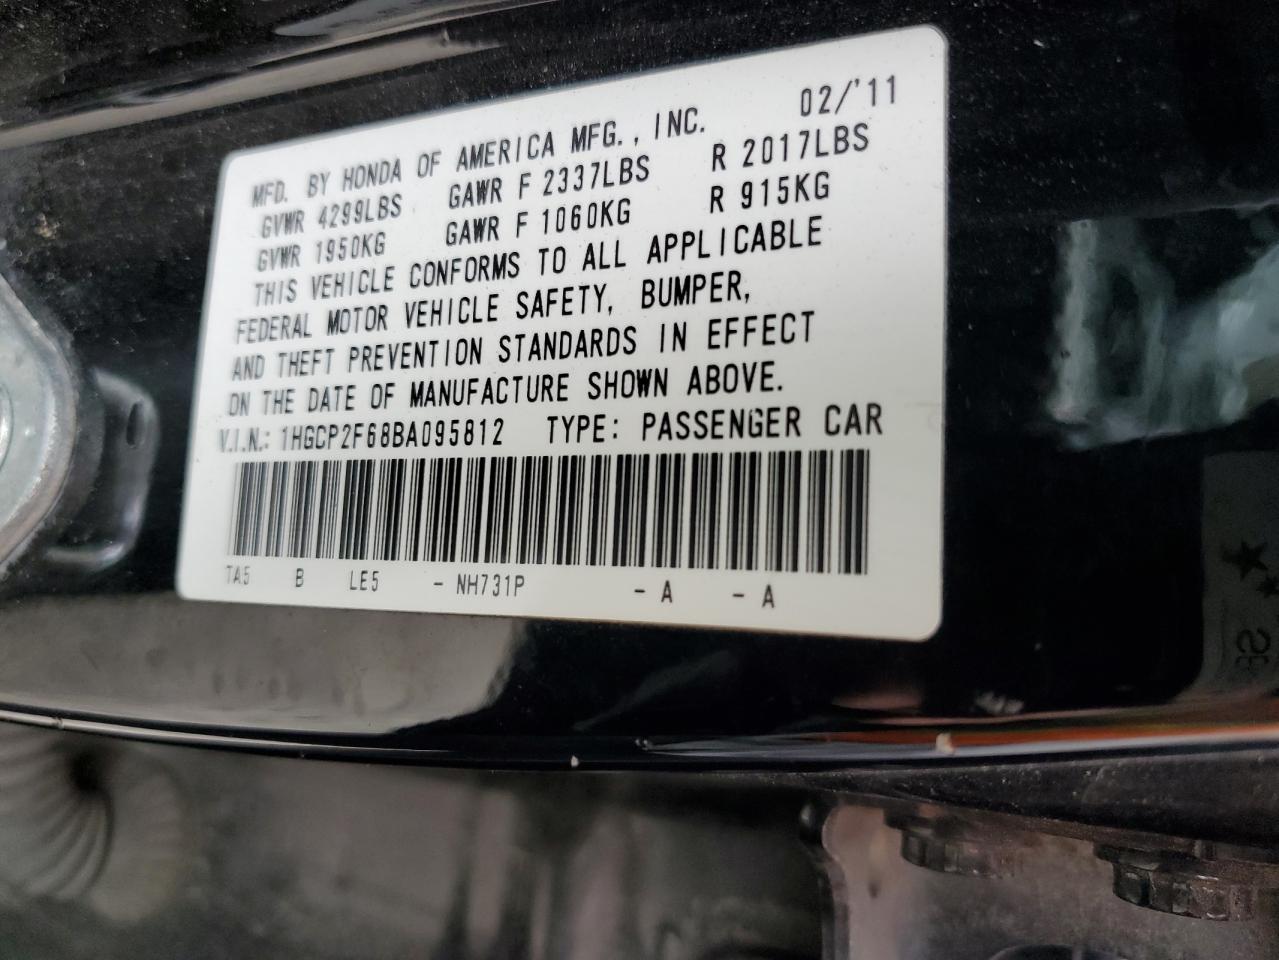 02/'11
MFD. BY HONDA OF AMERICA MFG., INC.
GVWR 4299LBS GAWR F 2337LBS R 2017LBS
GVWR 1950KG GAWR F 1060KG R 915KG
THIS VEHICLE CONFORMS TO ALL APPLICABLE
FEDERAL MOTOR VEHICLE SAFETY, BUMPER,
AND THEFT PREVENTION STANDARDS IN EFFECT
ON THE DATE OF MANUFACTURE SHOWN ABOVE.
V.I.N.: 1HGCP2F68BA095812 TYPE: PASSENGER CAR
TA5 B LE5 - NH731P - A - A